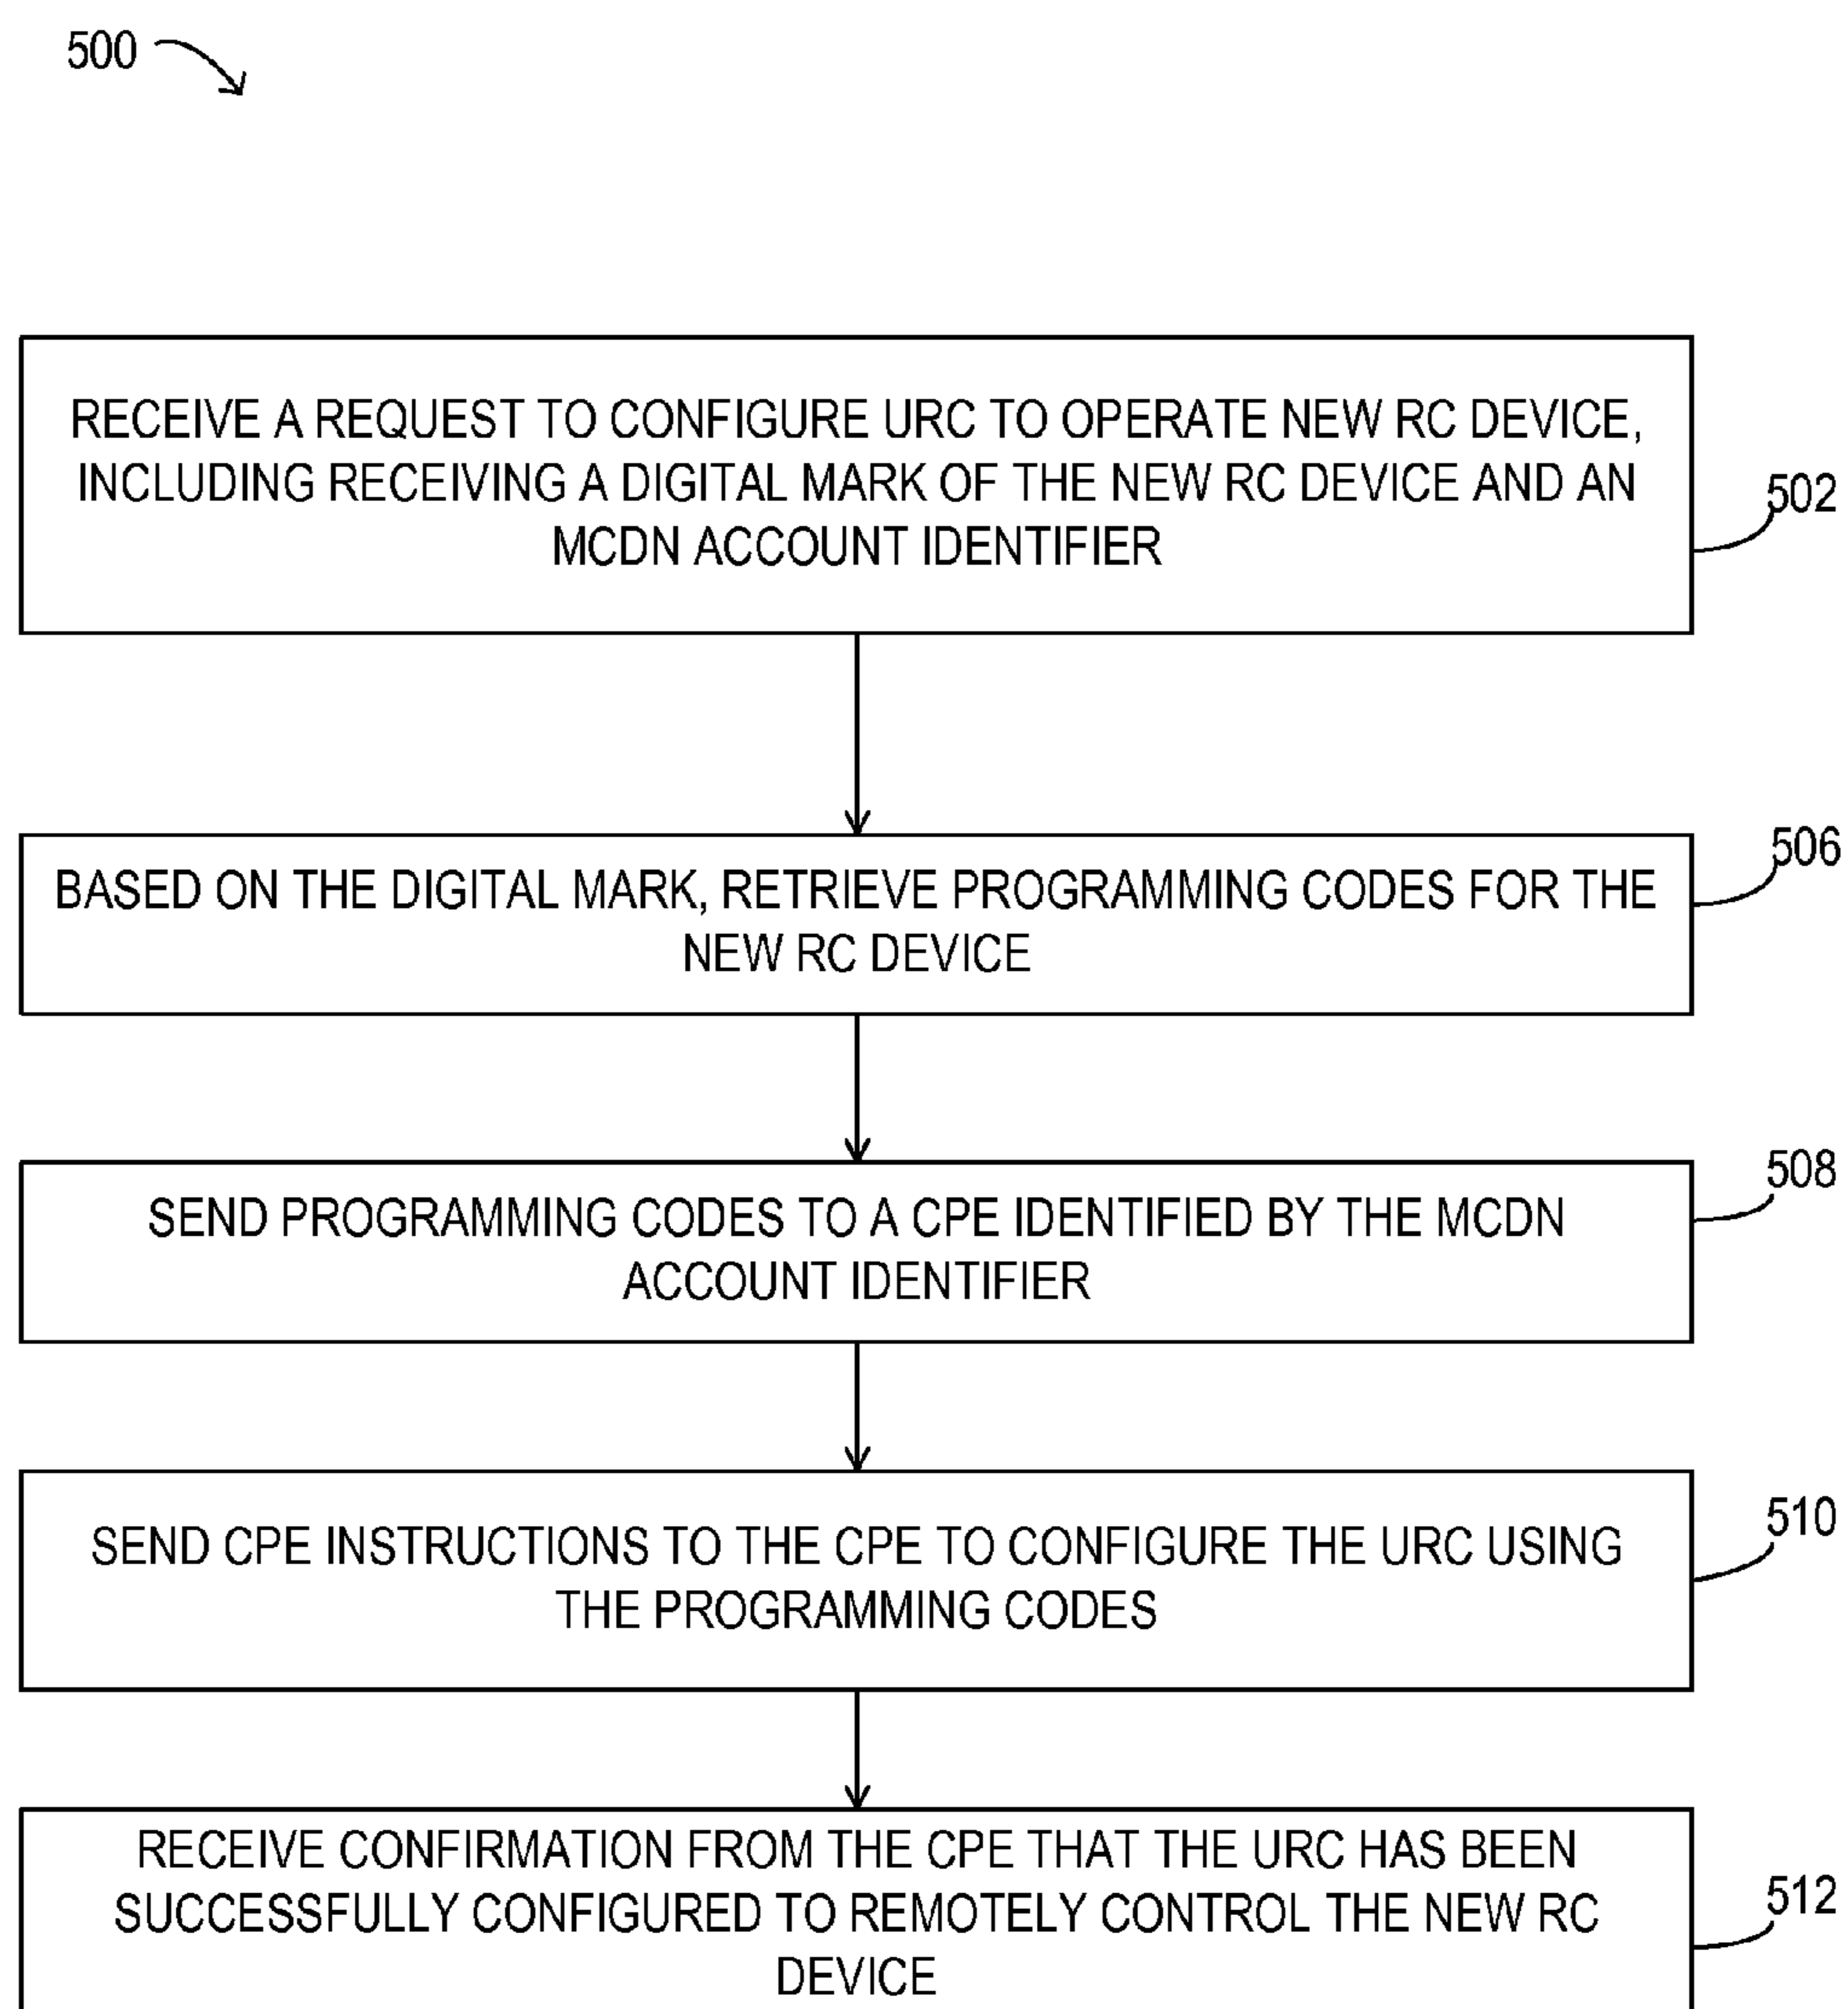 500
RECEIVE A REQUEST TO CONFIGURE URC TO OPERATE NEW RC DEVICE,
INCLUDING RECEIVING A DIGITAL MARK OF THE NEW RC DEVICE AND AN
MCDN ACCOUNT IDENTIFIER
502
BASED ON THE DIGITAL MARK, RETRIEVE PROGRAMMING CODES FOR THE
NEW RC DEVICE
506
SEND PROGRAMMING CODES TO A CPE IDENTIFIED BY THE MCDN
ACCOUNT IDENTIFIER
508
SEND CPE INSTRUCTIONS TO THE CPE TO CONFIGURE THE URC USING
THE PROGRAMMING CODES
510
RECEIVE CONFIRMATION FROM THE CPE THAT THE URC HAS BEEN
SUCCESSFULLY CONFIGURED TO REMOTELY CONTROL THE NEW RC
DEVICE
512